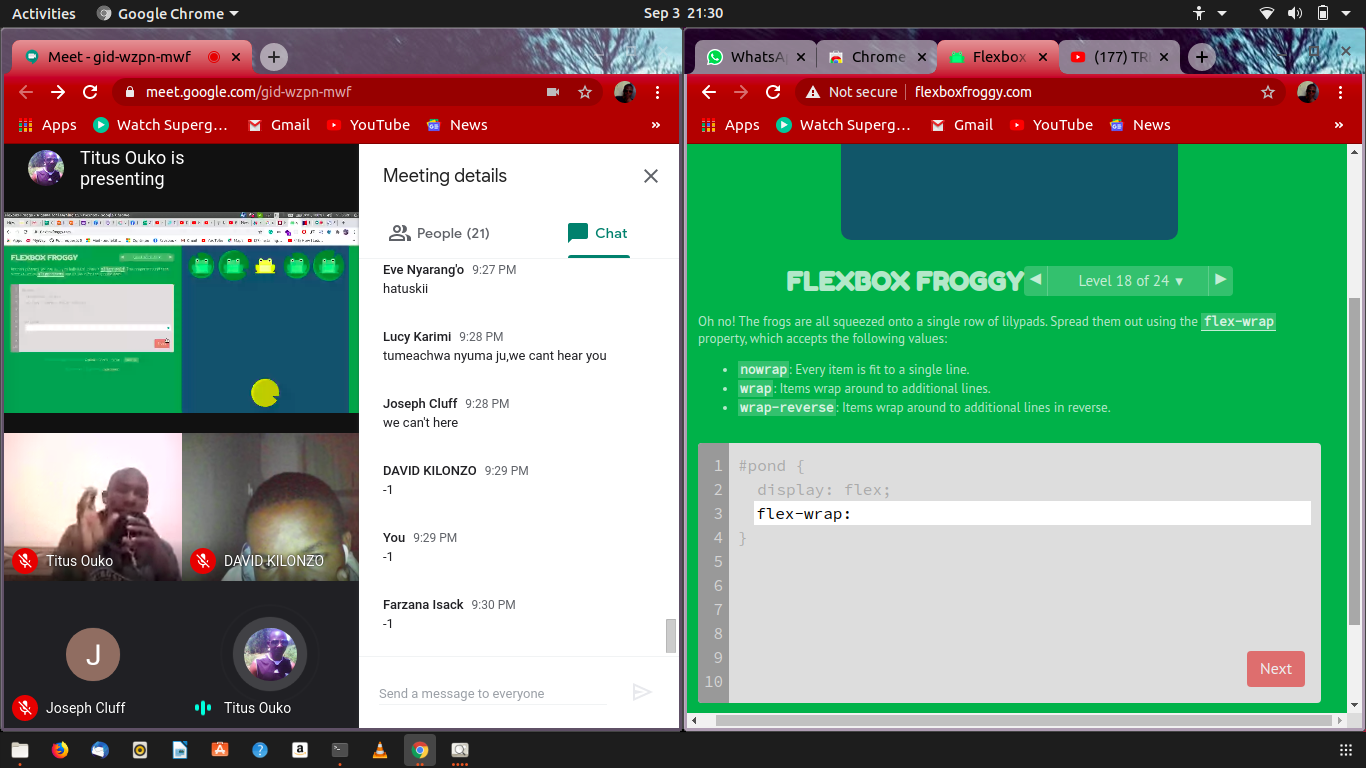 Activities
Google Chrome
Sep 3 21:30
Meet - gid-wzpn-mwf
meet.google.com/gid-wzpn-mwf
Apps
Watch Superg…
Gmail
YouTube
News
»
Titus Ouko is
presenting
FLEXBOX FROGGY
Titus Ouko
DAVID KILONZO
J
Joseph Cluff
Titus Ouko
Meeting details
People (21)
Chat
Eve Nyarang'o 9:27 PM
hatuskii
Lucy Karimi 9:28 PM
tumeachwa nyuma ju,we cant hear you
Joseph Cluff 9:28 PM
we can't here
DAVID KILONZO 9:29 PM
-1
You 9:29 PM
-1
Farzana Isack 9:30 PM
-1
Send a message to everyone
WhatsA
Chrome
Flexbox
(177) TR
Not secure
flexboxfroggy.com
Apps
Watch Superg…
Gmail
YouTube
News
»
FLEXBOX FROGGY
Level 18 of 24 ▾
Oh no! The frogs are all squeezed onto a single row of lilypads. Spread them out using the flex-wrap
property, which accepts the following values:
• nowrap: Every item is fit to a single line.
• wrap: Items wrap around to additional lines.
• wrap-reverse: Items wrap around to additional lines in reverse.
1 #pond {
2 display: flex;
3 flex-wrap:
4 }
5
6
7
8
9
10
Next